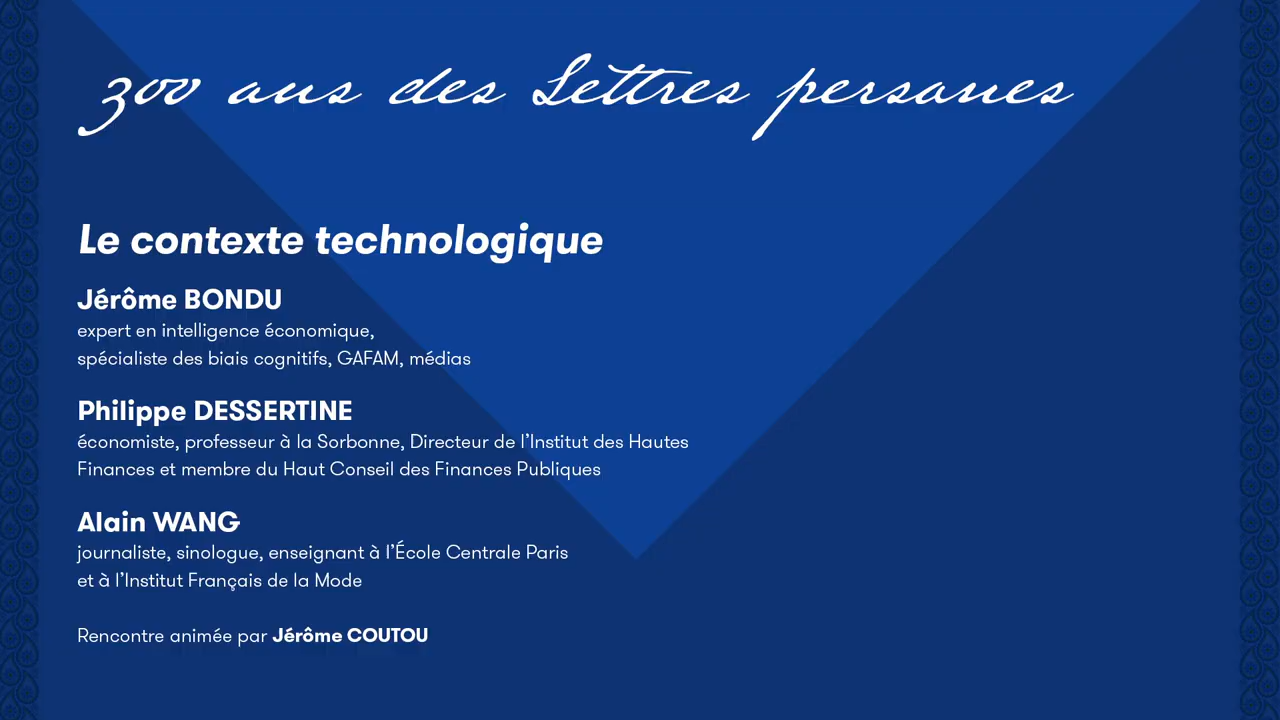 300 ans des Lettres persanes
Le contexte technologique
Jérôme BONDU
expert en intelligence économique,
spécialiste des biais cognitifs, GAFAM, médias
Philippe DESSERTINE
économiste, professeur à la Sorbonne, Directeur de l’Institut des Hautes
Finances et membre du Haut Conseil des Finances Publiques
Alain WANG
journaliste, sinologue, enseignant à l’École Centrale Paris
et à l’Institut Français de la Mode
Rencontre animée par Jérôme COUTOU